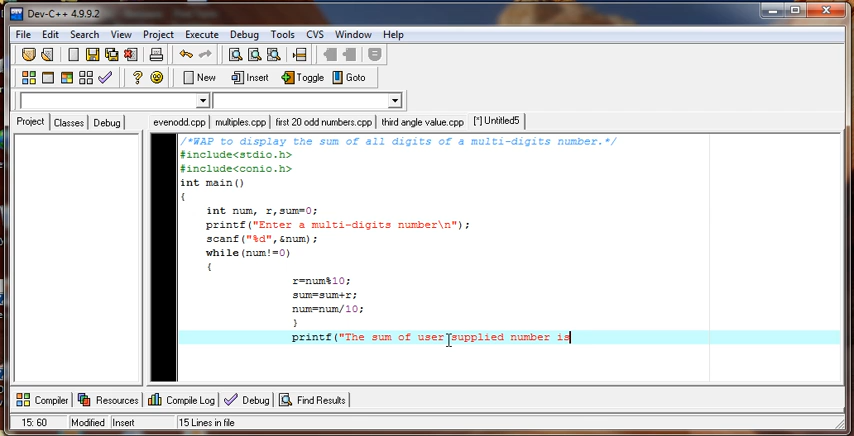 Dev-C++ 4.9.9.2
File Edit Search View Project Execute Debug Tools CVS Window Help
New Insert Toggle Goto
Project Classes Debug evenodd.cpp multiples.cpp first 20 odd numbers.cpp third angle value.cpp [*] Untitled5
/*WAP to display the sum of all digits of a multi-digits number.*/
#include<stdio.h>
#include<conio.h>
int main()
{
int num, r,sum=0;
printf("Enter a multi-digits number\n");
scanf("%d",&num);
while(num!=0)
{
r=num%10;
sum=sum+r;
num=num/10;
}
printf("The sum of user supplied number is
Compiler Resources Compile Log Debug Find Results
15: 60 Modified Insert 15 Lines in file